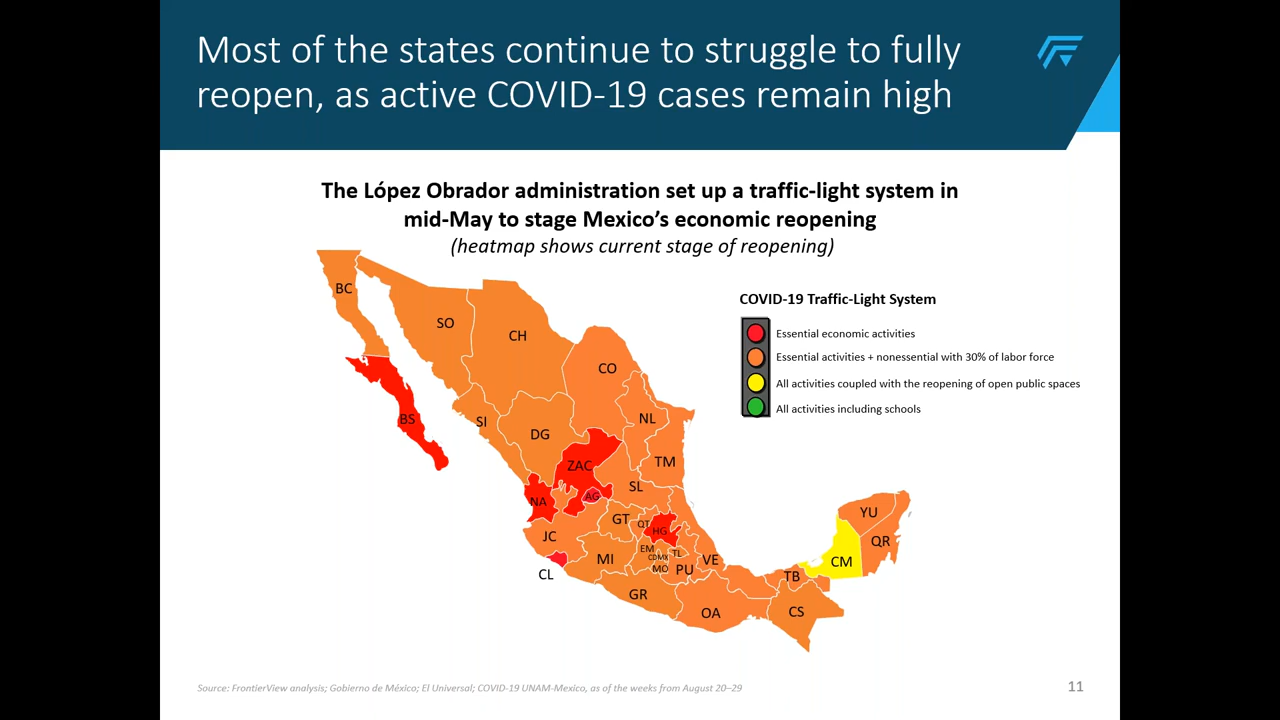 Most of the states continue to struggle to fully
reopen, as active COVID-19 cases remain high
The López Obrador administration set up a traffic-light system in
mid-May to stage Mexico’s economic reopening
(heatmap shows current stage of reopening)
COVID-19 Traffic-Light System
Essential economic activities
Essential activities + nonessential with 30% of labor force
All activities coupled with the reopening of open public spaces
All activities including schools
BC
SO
CH
CO
BS
SI
DG
NL
ZAC
TM
NA
AG
SL
JC
GT
QT
HG
YU
QR
CL
MI
EM
CDMX
TL
MO
PU
VE
CM
TB
GR
OA
CS
Source: FrontierView analysis; Gobierno de México; El Universal; COVID-19 UNAM-Mexico, as of the weeks from August 20–29
11